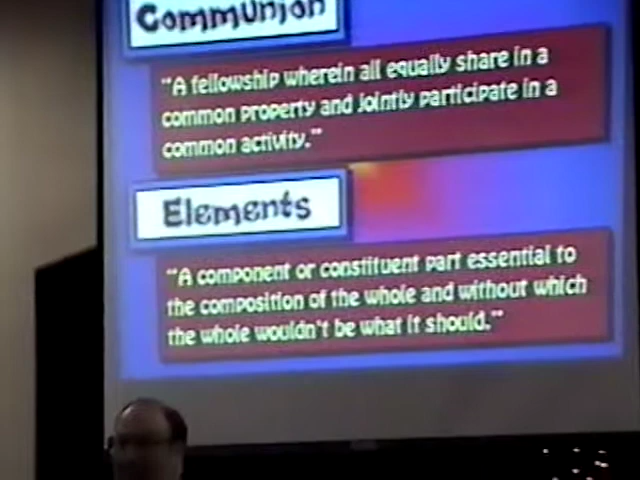 Communion
"A fellowship wherein all equally share in a
common property and jointly participate in a
common activity."
Elements
"A component or constituent part essential to
the composition of the whole and without which
the whole wouldn't be what it should."